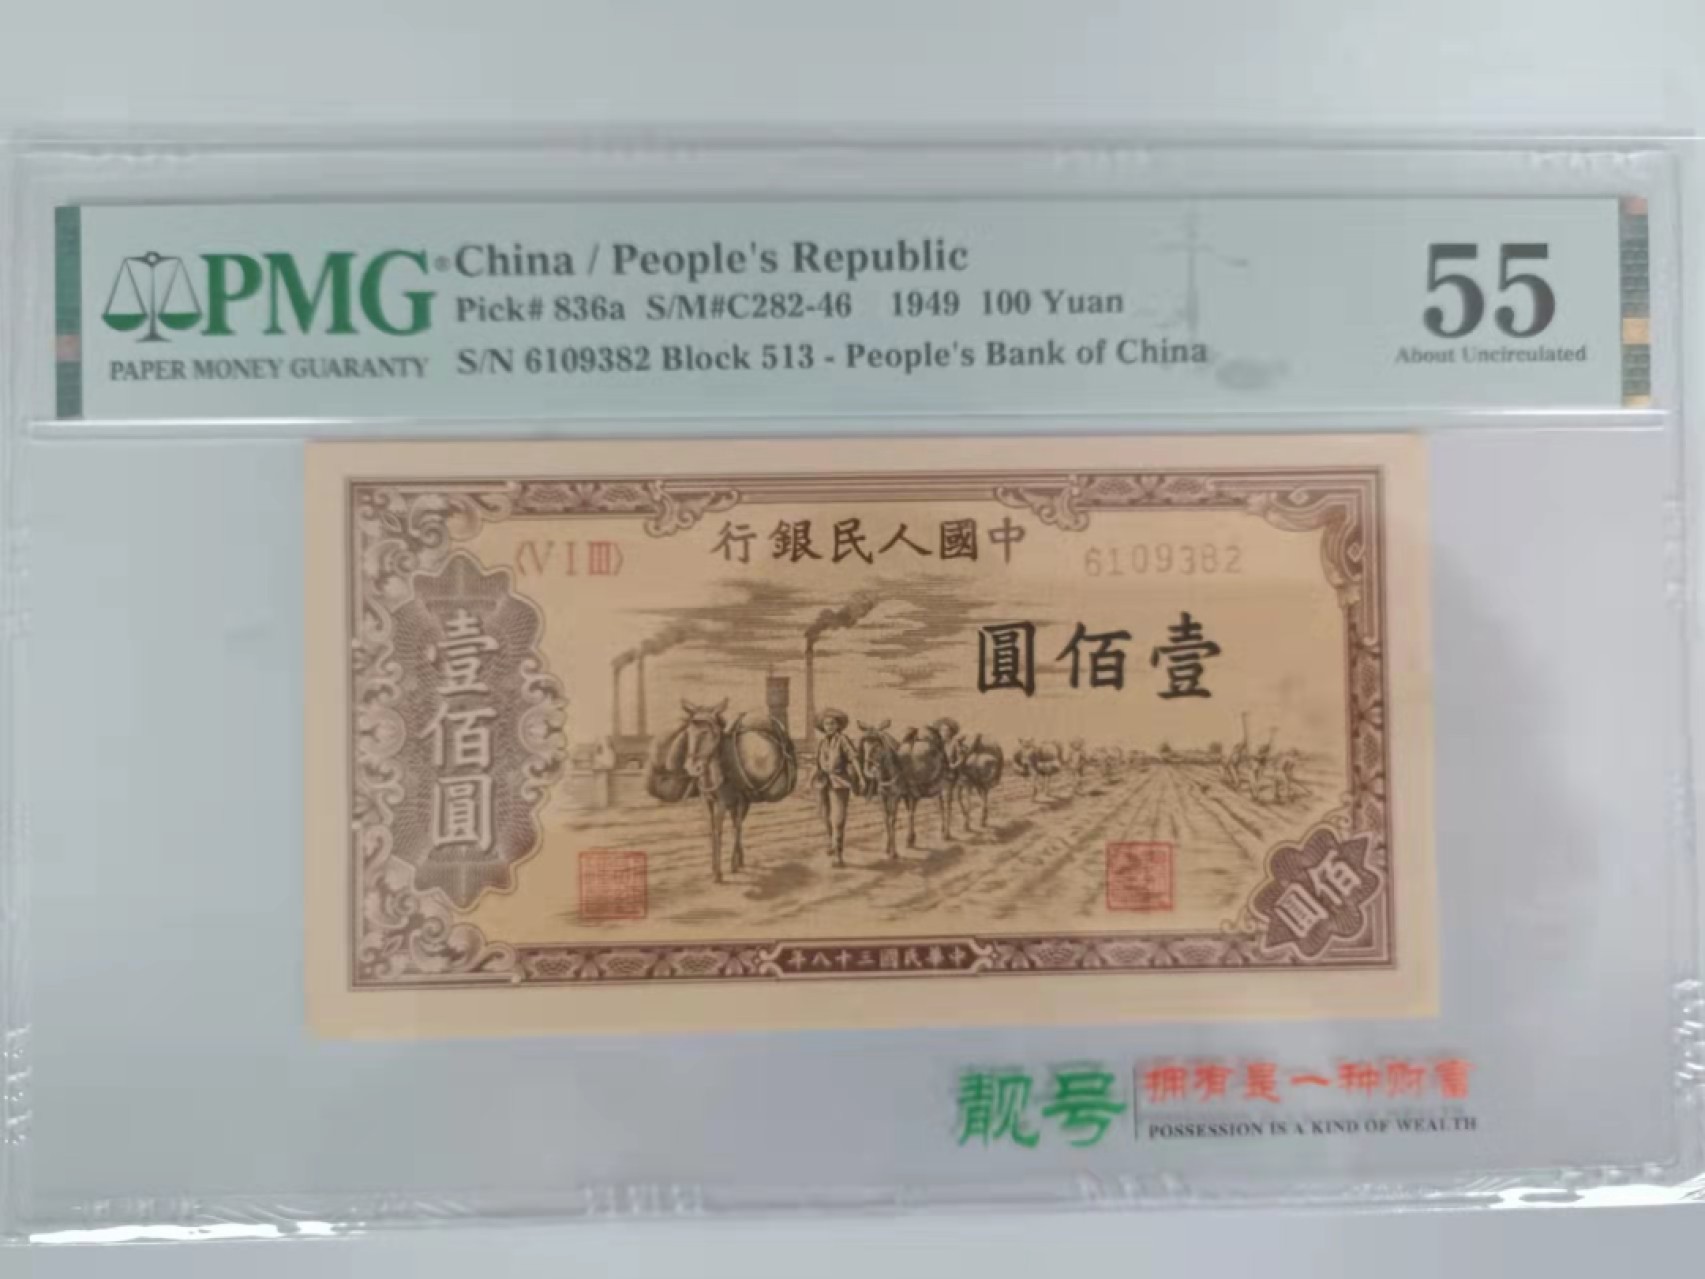 PMG®
PAPER MONEY GUARANTY
China / People's Republic
Pick# 836a S/M#C282-46 1949 100 Yuan
S/N 6109382 Block 513 - People's Bank of China
55
About Uncirculated
行銀民人國中
〈V I III〉
6109382
圓佰壹
壹佰圓
佰圓
年八十三國民華中
靓号
拥有是一种财富
POSSESSION IS A KIND OF WEALTH